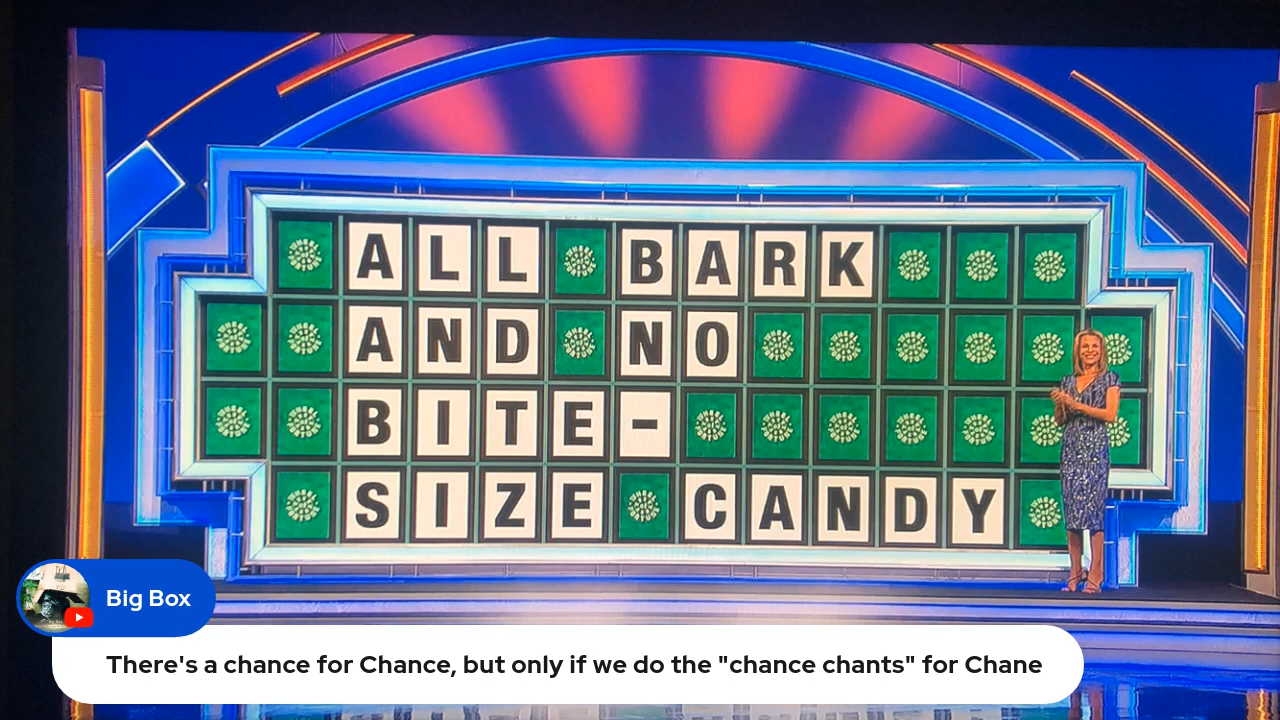 ALL BARK
AND NO
BITE-
SIZE CANDY
Big Box
There's a chance for Chance, but only if we do the "chance chants" for Chane